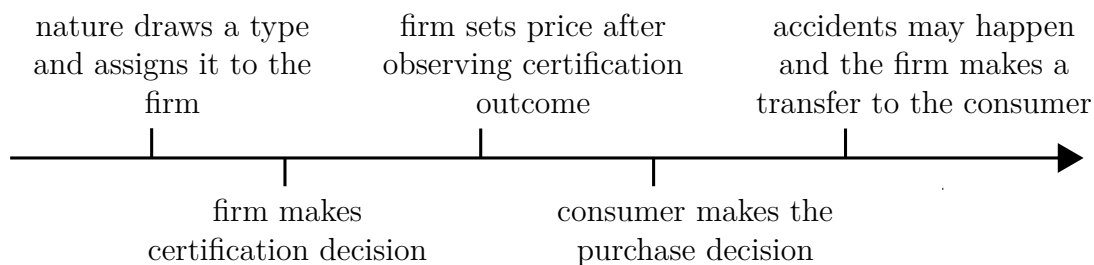 nature draws a type
and assigns it to the
firm
firm makes
certification decision
firm sets price after
observing certification
outcome
consumer makes the
purchase decision
accidents may happen
and the firm makes a
transfer to the consumer